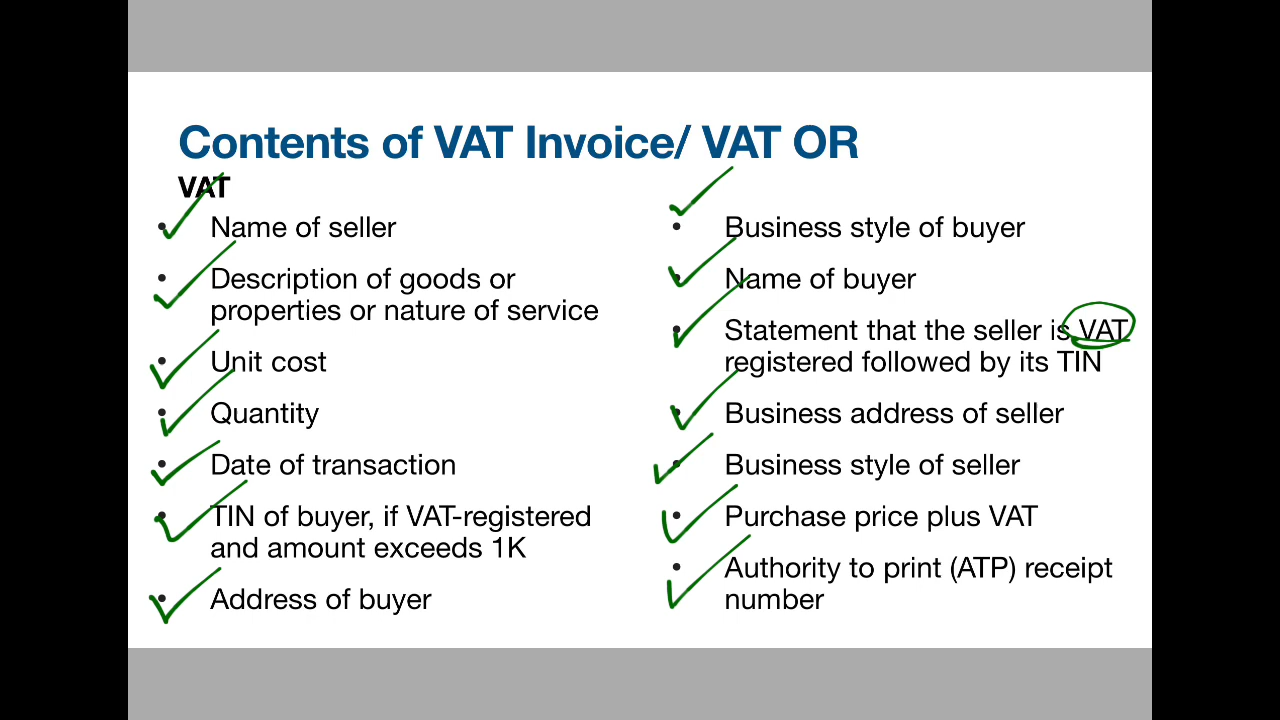 Contents of VAT Invoice/ VAT OR
VAT
• Name of seller
• Description of goods or
properties or nature of service
• Unit cost
• Quantity
• Date of transaction
• TIN of buyer, if VAT-registered
and amount exceeds 1K
• Address of buyer
• Business style of buyer
• Name of buyer
• Statement that the seller is VAT
registered followed by its TIN
• Business address of seller
• Business style of seller
• Purchase price plus VAT
• Authority to print (ATP) receipt
number